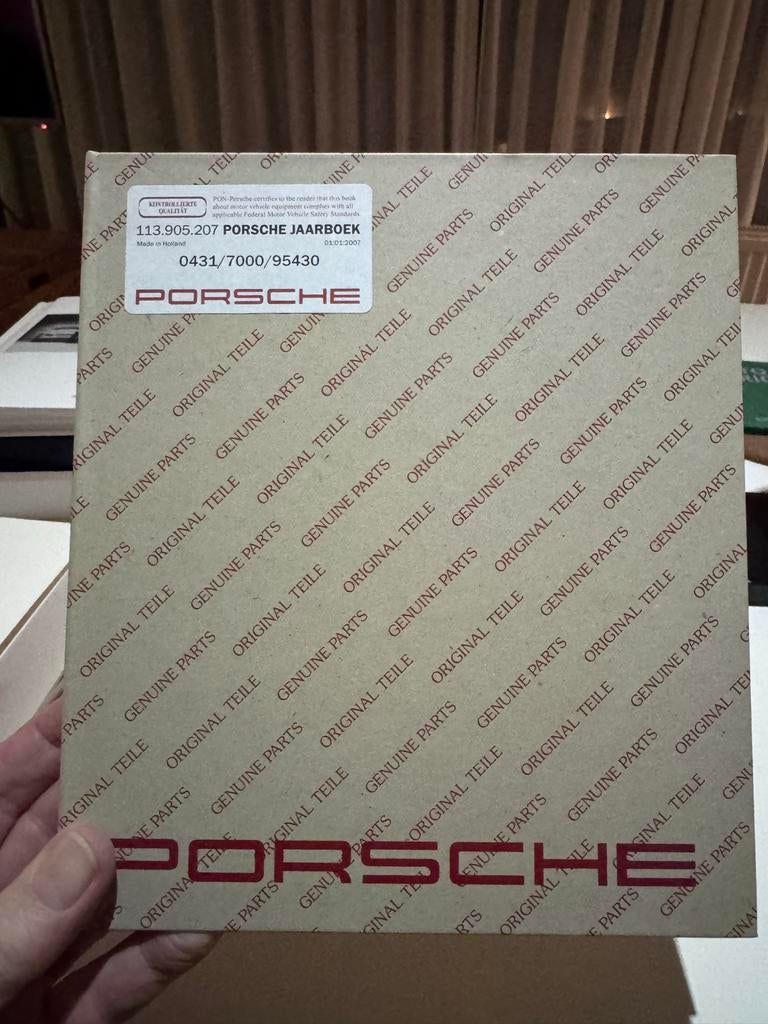 KONTROLLIERTE
QUALITÄT
PON-Porsche certifies to the reader that this book
about motor vehicle equipment complies with all
applicable Federal Motor Vehicle Safety Standards.
113.905.207 PORSCHE JAARBOEK
Made in Holland 01:01:2007
0431/7000/95430
PORSCHE
GENUINE PARTS
ORIGINAL TEILE
PORSCHE